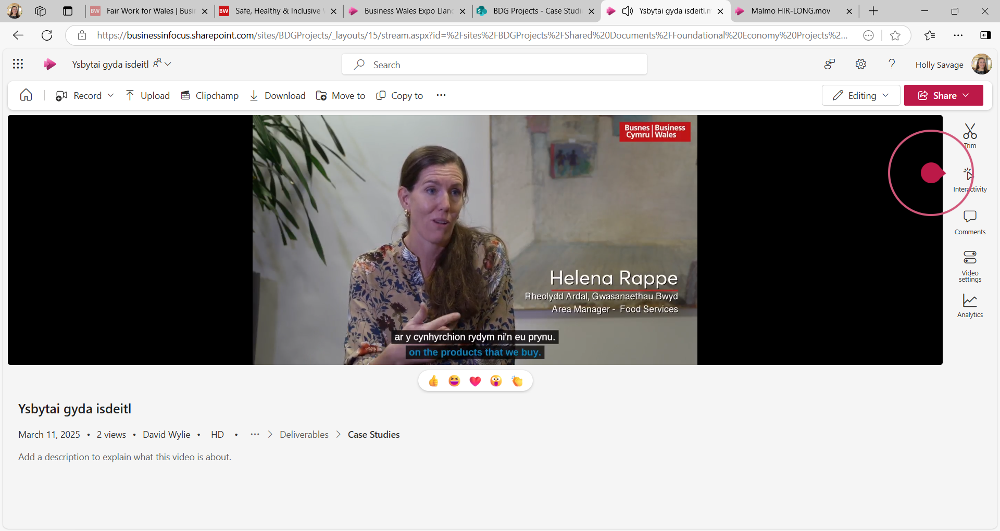 BW Fair Work for Wales | Busi
BW Safe, Healthy & Inclusive
Business Wales Expo Llan
BDG Projects - Case Studi
Ysbytai gyda isdeitl.m
Malmo HIR-LONG.mov
https://businessinfocus.sharepoint.com/sites/BDGProjects/_layouts/15/stream.aspx?id=%2Fsites%2FBDGProjects%2FShared%20Documents%2FFoundational%20Economy%20Projects%2...
Ysbytai gyda isdeitl
Search
Holly Savage
Record
Upload
Clipchamp
Download
Move to
Copy to
Editing
Share
Busnes | Business
Cymru | Wales
Trim
Interactivity
Comments
Video
settings
Analytics
Helena Rappe
Rheolydd Ardal, Gwasanaethau Bwyd
Area Manager - Food Services
ar y cynhyrchion rydym ni'n eu prynu.
on the products that we buy.
Ysbytai gyda isdeitl
March 11, 2025 • 2 views • David Wylie • HD • ... > Deliverables > Case Studies
Add a description to explain what this video is about.